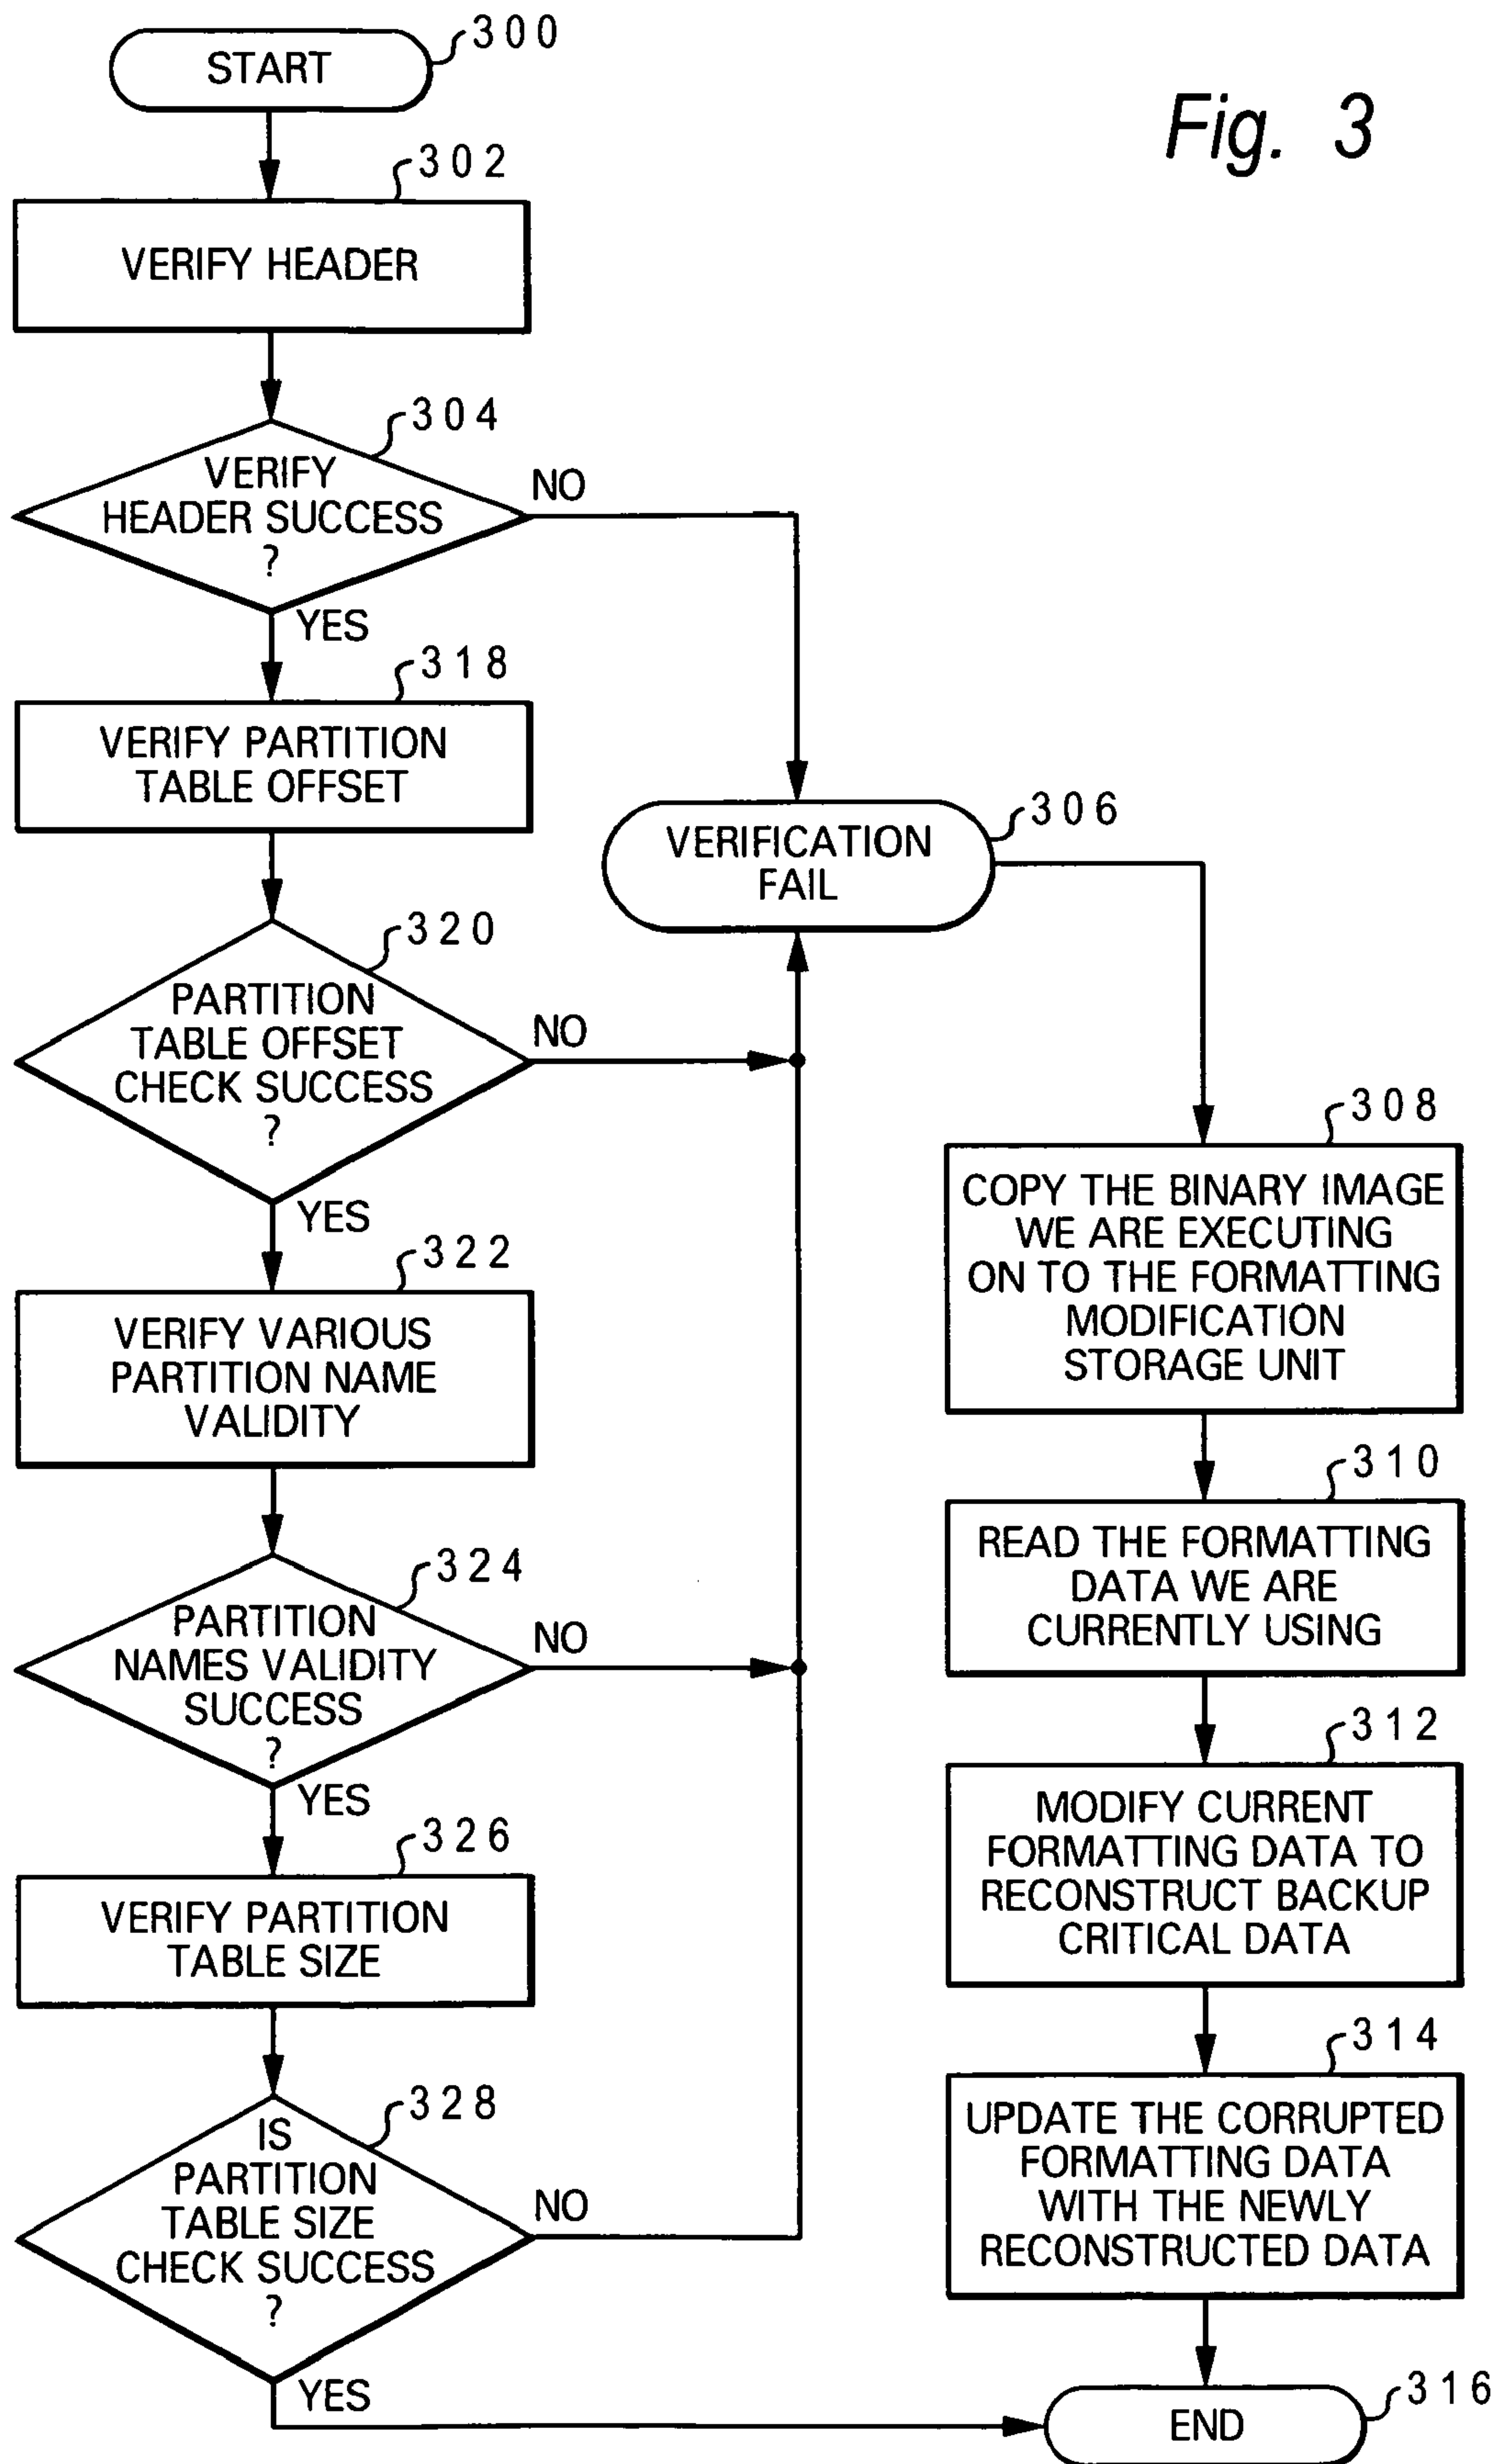 Fig. 3
START
300
302
VERIFY HEADER
304
VERIFY
HEADER SUCCESS
?
NO
YES
318
VERIFY PARTITION
TABLE OFFSET
306
VERIFICATION
FAIL
320
PARTITION
TABLE OFFSET
CHECK SUCCESS
?
NO
YES
322
VERIFY VARIOUS
PARTITION NAME
VALIDITY
324
PARTITION
NAMES VALIDITY
SUCCESS
?
NO
YES
326
VERIFY PARTITION
TABLE SIZE
328
IS
PARTITION
TABLE SIZE
CHECK SUCCESS
?
NO
YES
308
COPY THE BINARY IMAGE
WE ARE EXECUTING
ON TO THE FORMATTING
MODIFICATION
STORAGE UNIT
310
READ THE FORMATTING
DATA WE ARE
CURRENTLY USING
312
MODIFY CURRENT
FORMATTING DATA TO
RECONSTRUCT BACKUP
CRITICAL DATA
314
UPDATE THE CORRUPTED
FORMATTING DATA
WITH THE NEWLY
RECONSTRUCTED DATA
316
END